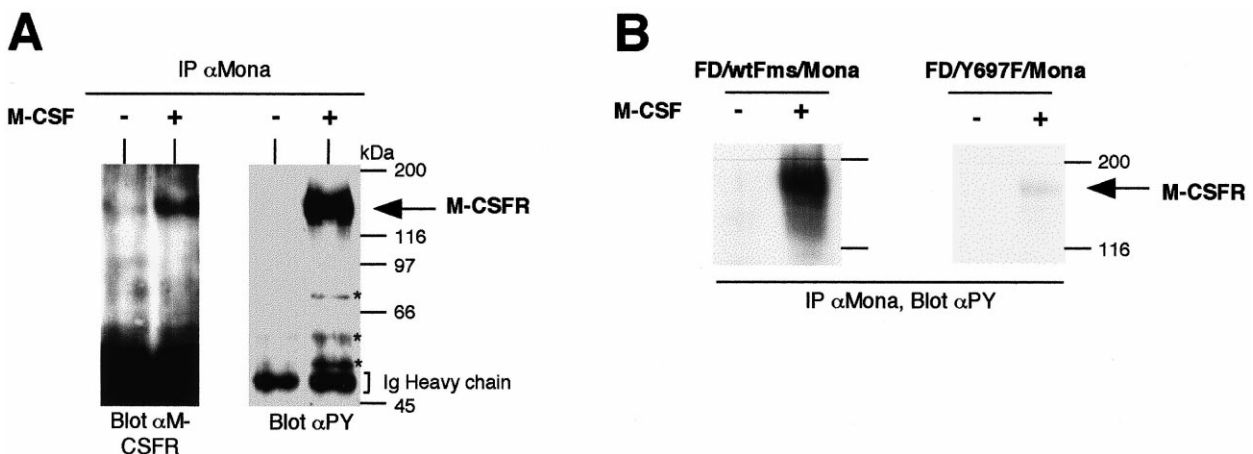 A
IP αMona
M-CSF - + - +
kDa
200
M-CSFR
116
97
*
66
*
*
Ig Heavy chain
45
Blot αM-
CSFR
Blot αPY
B
FD/wtFms/Mona FD/Y697F/Mona
M-CSF - + - +
200
M-CSFR
116
IP αMona, Blot αPY